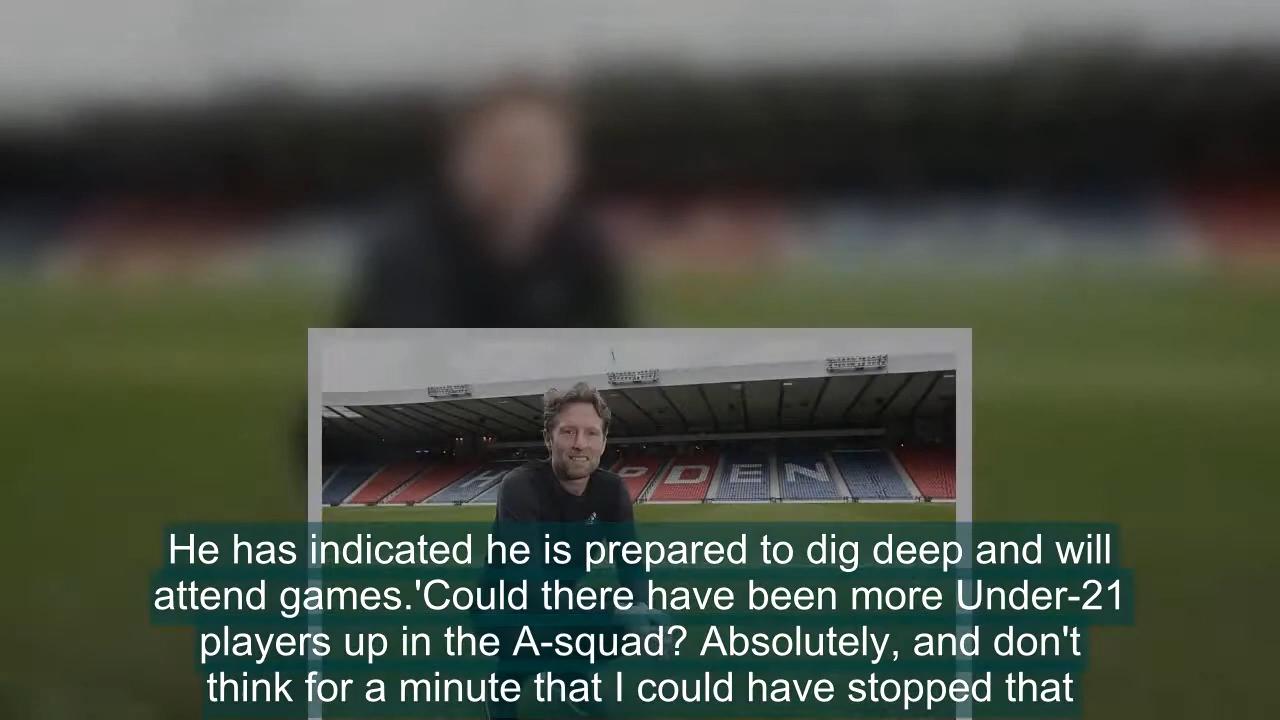 H PDEN
He has indicated he is prepared to dig deep and will
attend games.'Could there have been more Under-21
players up in the A-squad? Absolutely, and don't
think for a minute that I could have stopped that